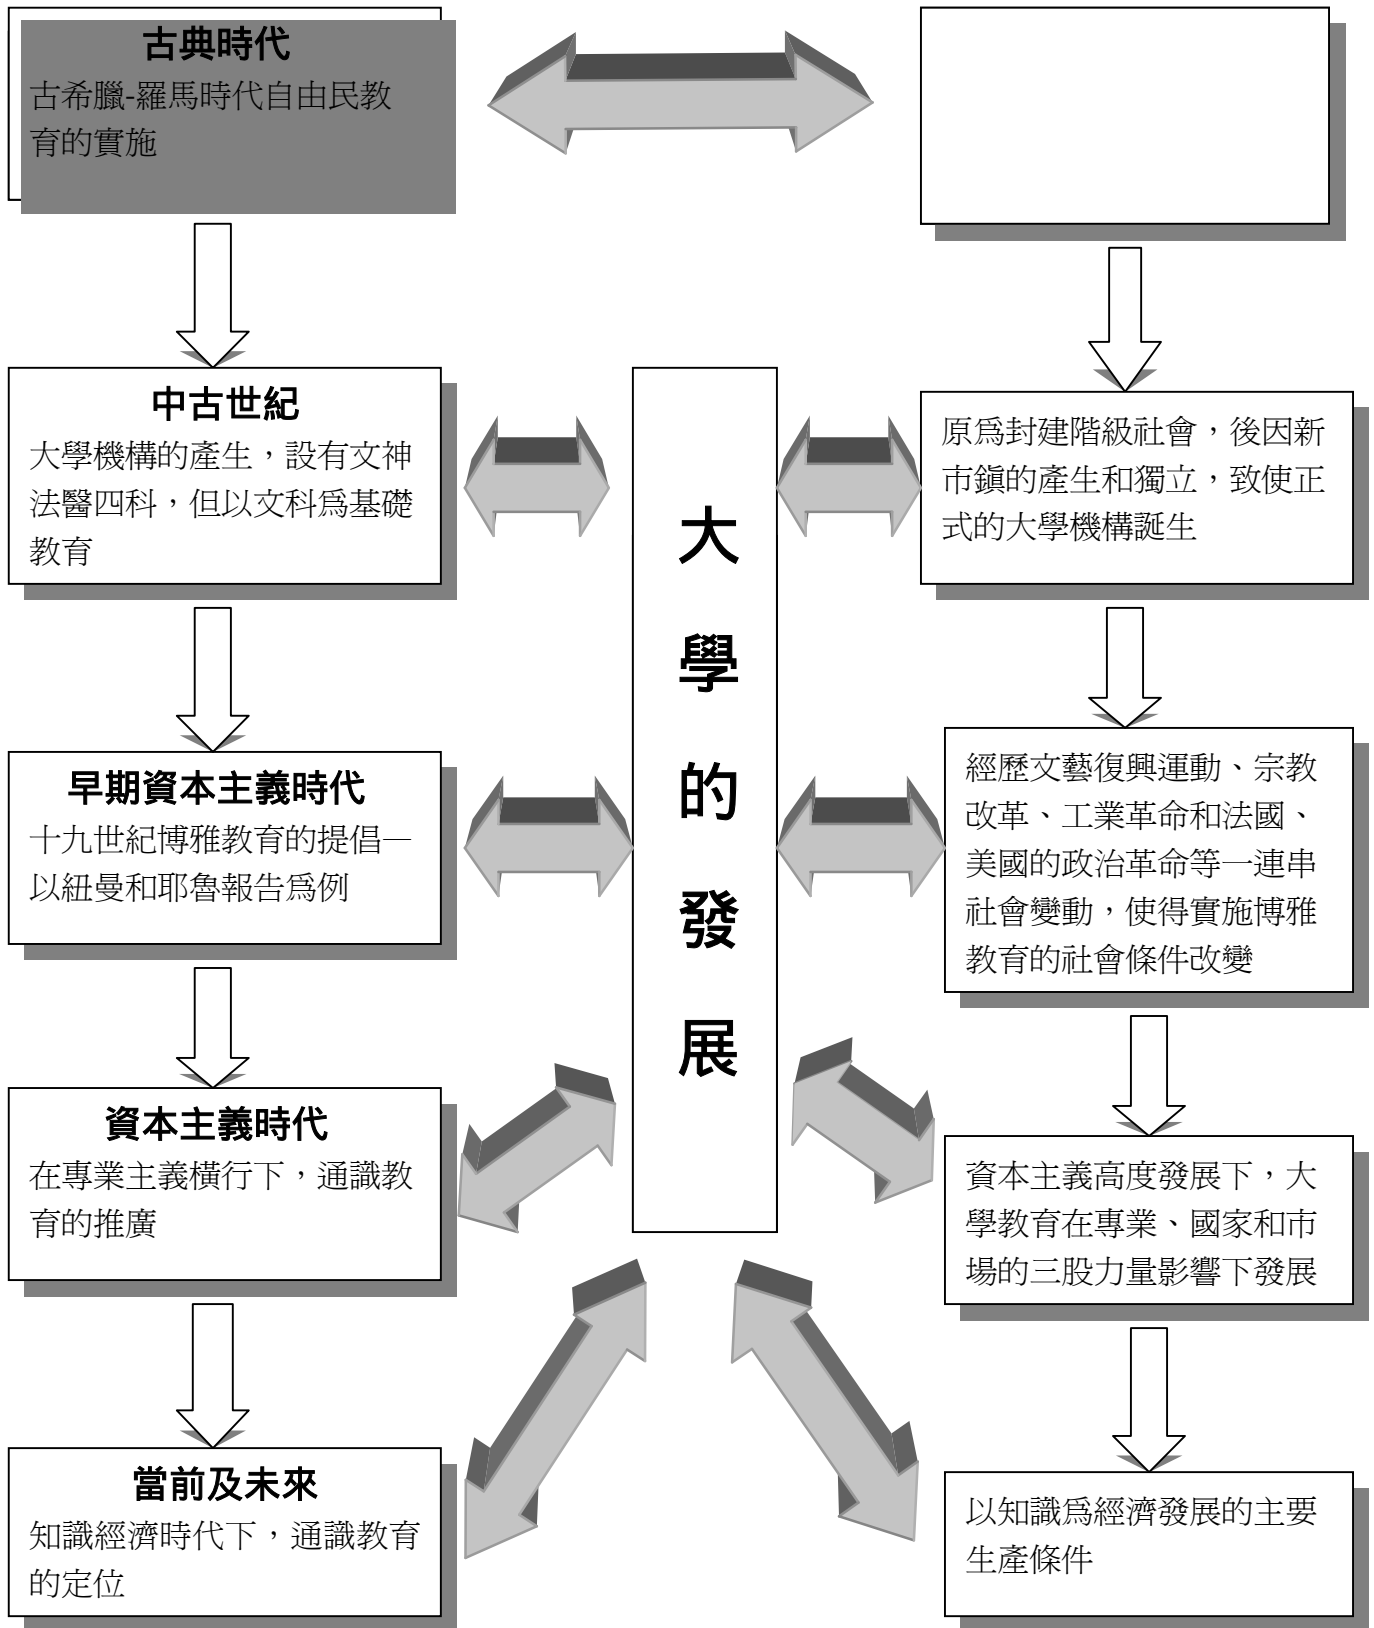 古典時代
古希臘-羅馬時代自由民教
育的實施
中古世紀
大學機構的產生，設有文神
法醫四科，但以文科爲基礎
教育
早期資本主義時代
十九世紀博雅教育的提倡—
以紐曼和耶魯報告爲例
資本主義時代
在專業主義橫行下，通識教
育的推廣
當前及未來
知識經濟時代下，通識教育
的定位
大
學
的
發
展
原爲封建階級社會，後因新
市鎮的產生和獨立，致使正
式的大學機構誕生
經歷文藝復興運動、宗教
改革、工業革命和法國、
美國的政治革命等一連串
社會變動，使得實施博雅
教育的社會條件改變
資本主義高度發展下，大
學教育在專業、國家和市
場的三股力量影響下發展
以知識爲經濟發展的主要
生產條件